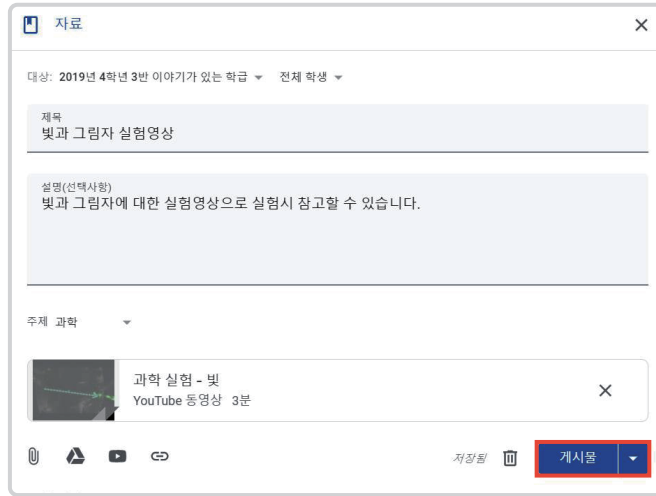 자료
대상: 2019년 4학년 3반 이야기가 있는 학급 전체 학생
제목
빛과 그림자 실험영상
설명(선택사항)
빛과 그림자에 대한 실험영상으로 실험시 참고할 수 있습니다.
주제 과학
과학 실험 - 빛
YouTube 동영상 3분
저장됨 게시물